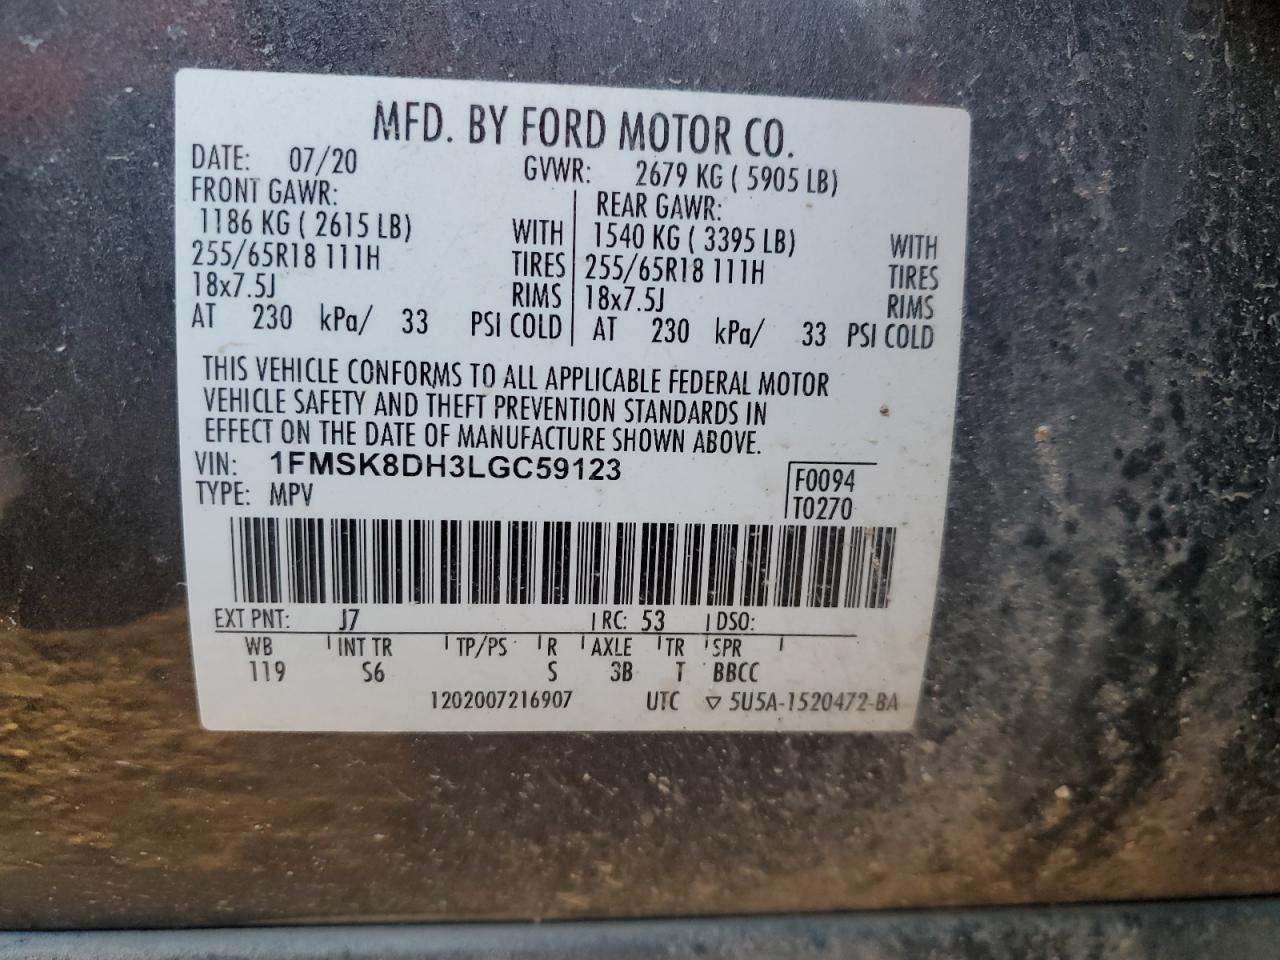 MFD. BY FORD MOTOR CO.
DATE: 07/20 GVWR: 2679 KG ( 5905 LB)
FRONT GAWR: REAR GAWR:
1186 KG ( 2615 LB) WITH 1540 KG ( 3395 LB) WITH
255/65R18 111H TIRES 255/65R18 111H TIRES
18x7.5J RIMS 18x7.5J RIMS
AT 230 kPa/ 33 PSI COLD AT 230 kPa/ 33 PSI COLD
THIS VEHICLE CONFORMS TO ALL APPLICABLE FEDERAL MOTOR
VEHICLE SAFETY AND THEFT PREVENTION STANDARDS IN
EFFECT ON THE DATE OF MANUFACTURE SHOWN ABOVE.
VIN: 1FMSK8DH3LGC59123
TYPE: MPV
F0094
T0270
EXT PNT: J7 RC: 53 DSO:
WB INT TR TP/PS R AXLE TR SPR
119 S6 S 3B T BBCC
1202007216907 UTC ▽ 5U5A-1520472-BA